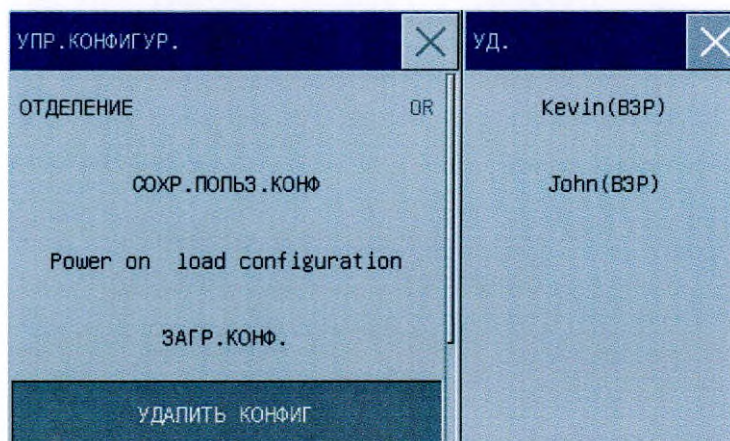 УПР.КОНФИГУР.
ОТДЕЛЕНИЕ OR
СОХР.ПОЛЬЗ.КОНФ
Power on load configuration
ЗАГР.КОНФ.
УДАЛИТЬ КОНФИГ
УД.
Kevin(ВЗР)
John(ВЗР)